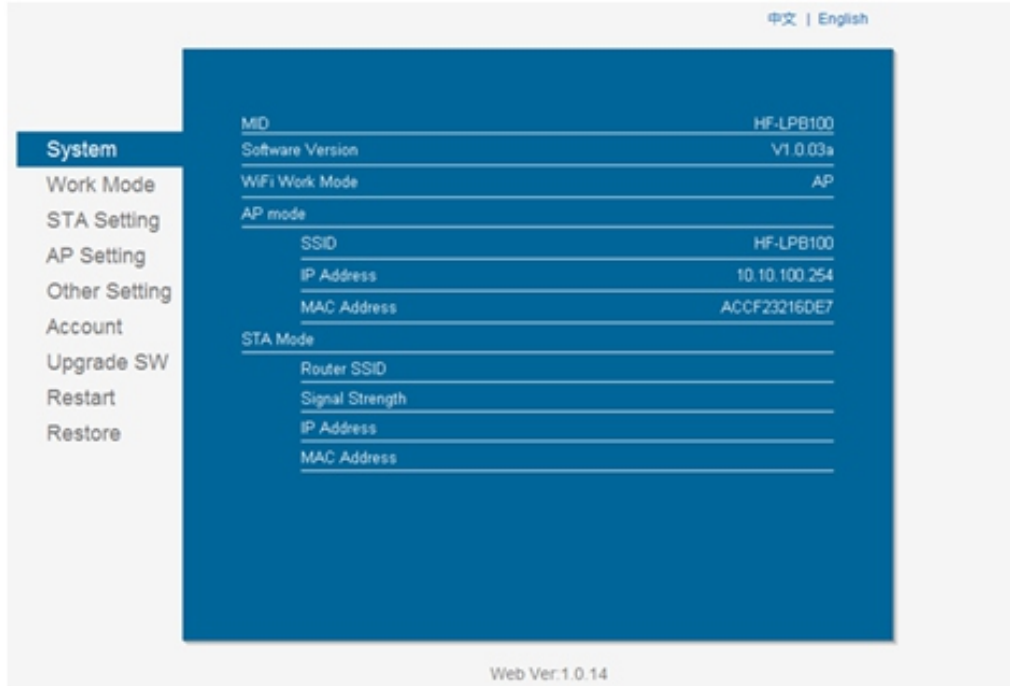 中文 | English
System
Work Mode
STA Setting
AP Setting
Other Setting
Account
Upgrade SW
Restart
Restore
MID HF-LPB100
Software Version V1.0.03a
WiFi Work Mode AP
AP mode
SSID HF-LPB100
IP Address 10.10.100.254
MAC Address ACCF23216DE7
STA Mode
Router SSID
Signal Strength
IP Address
MAC Address
Web Ver:1.0.14